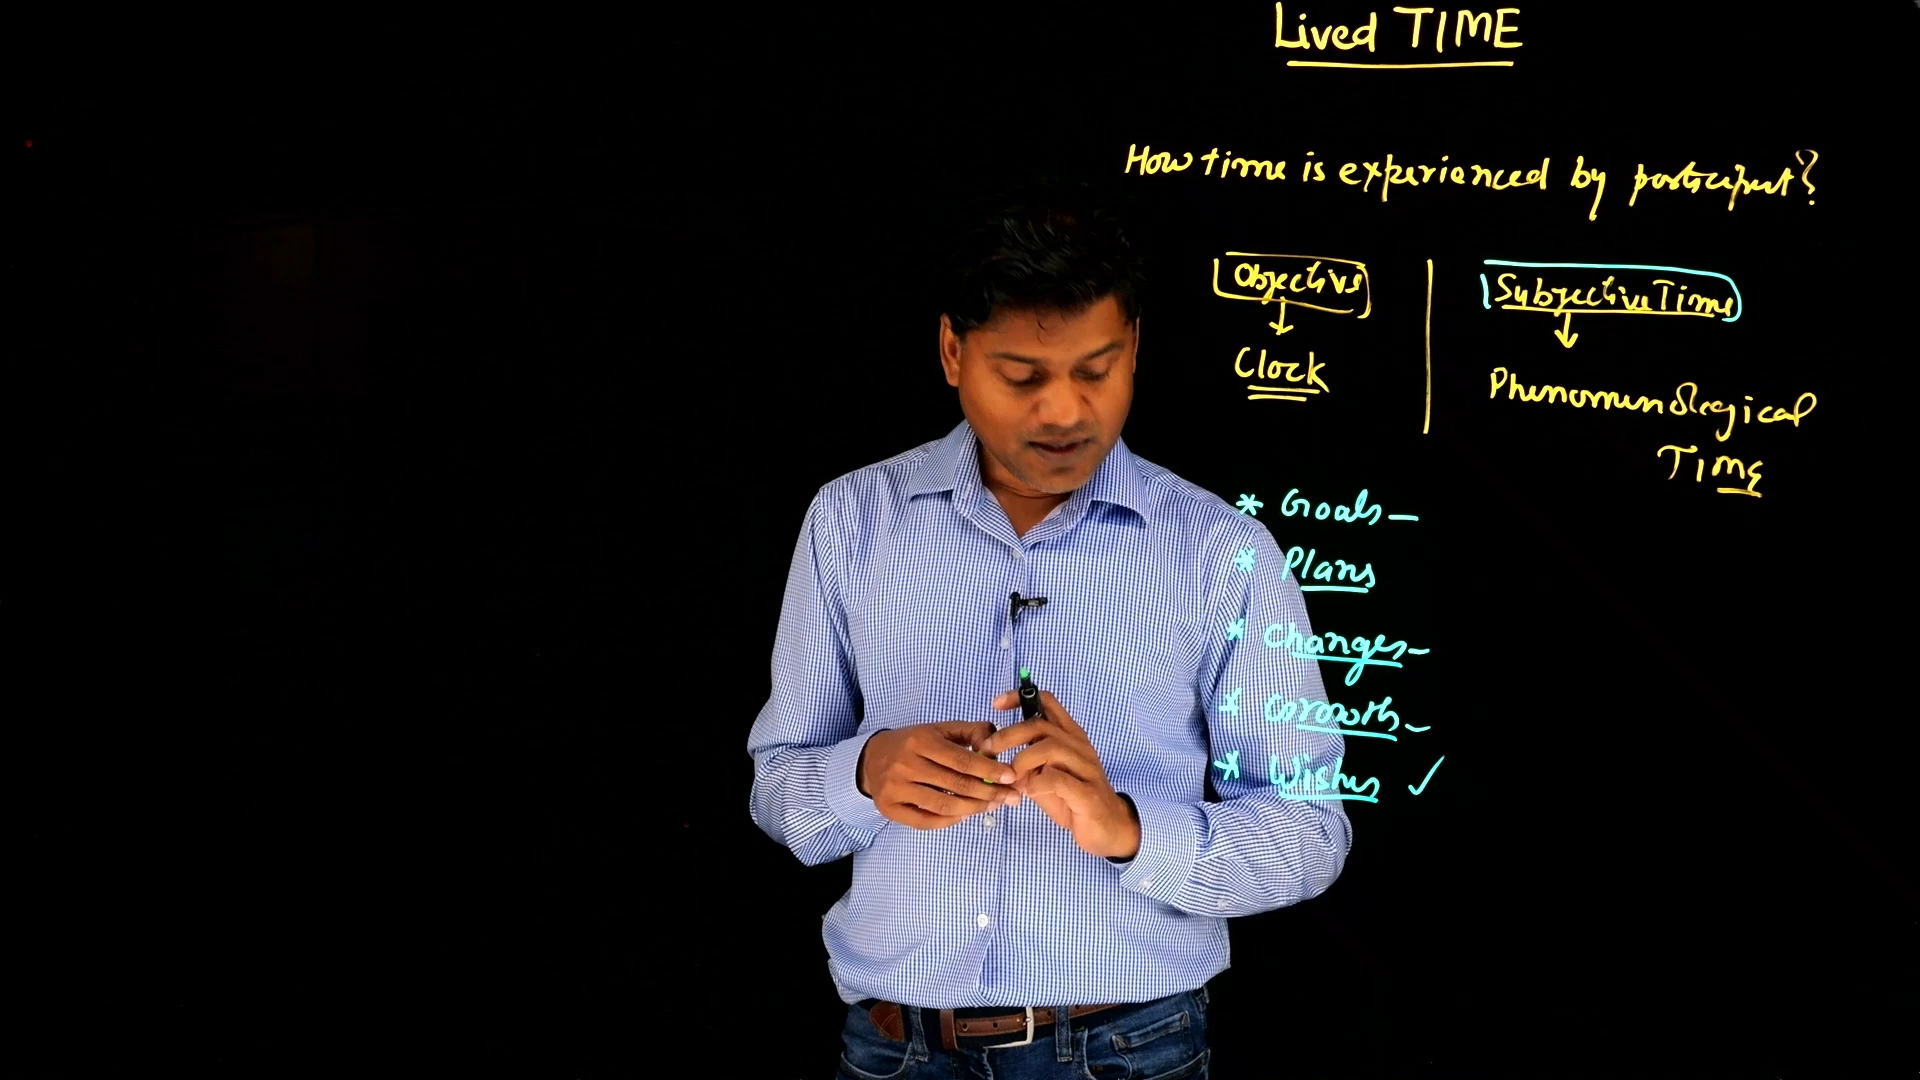 Lived TIME
How time is experienced by participant?
Objective
Clock
Subjective Time
Phenomenological
TIME
* Goals –
* Plans
* Changes –
* Growth –
* Wishes ✓